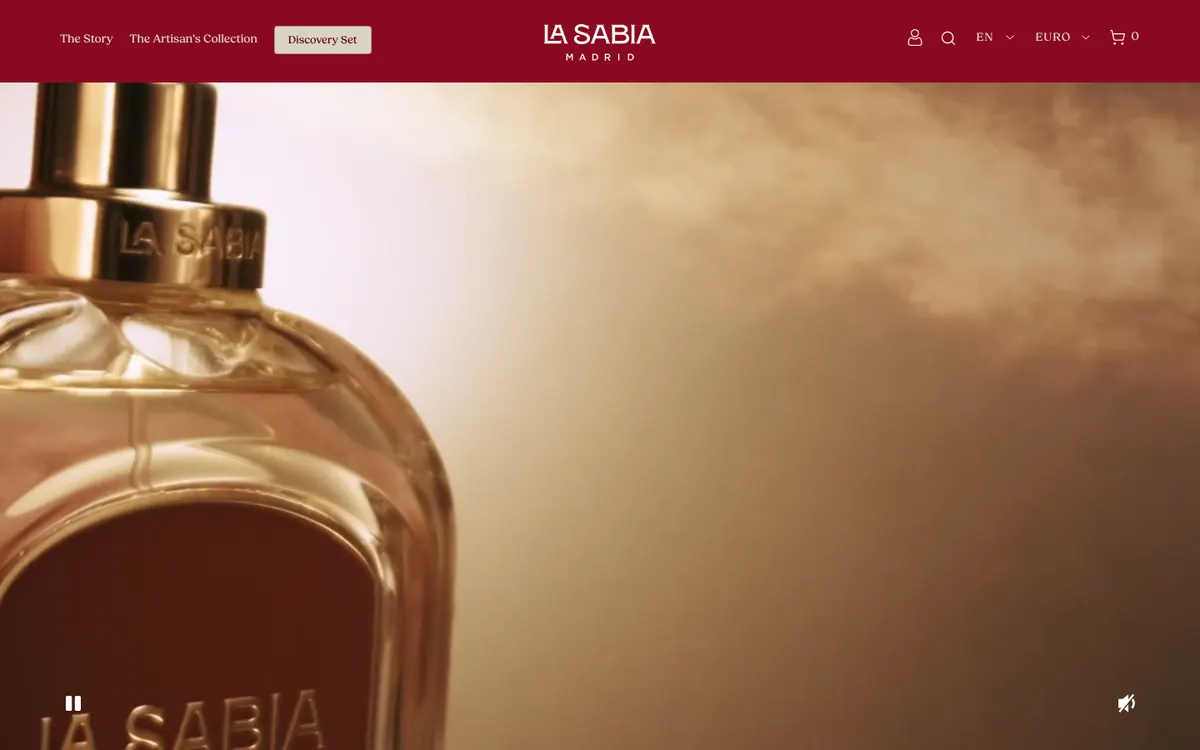 The Story
The Artisan's Collection
Discovery Set
LA SABIA
MADRID
EN
EURO
0
LA SABIA
LA SABIA